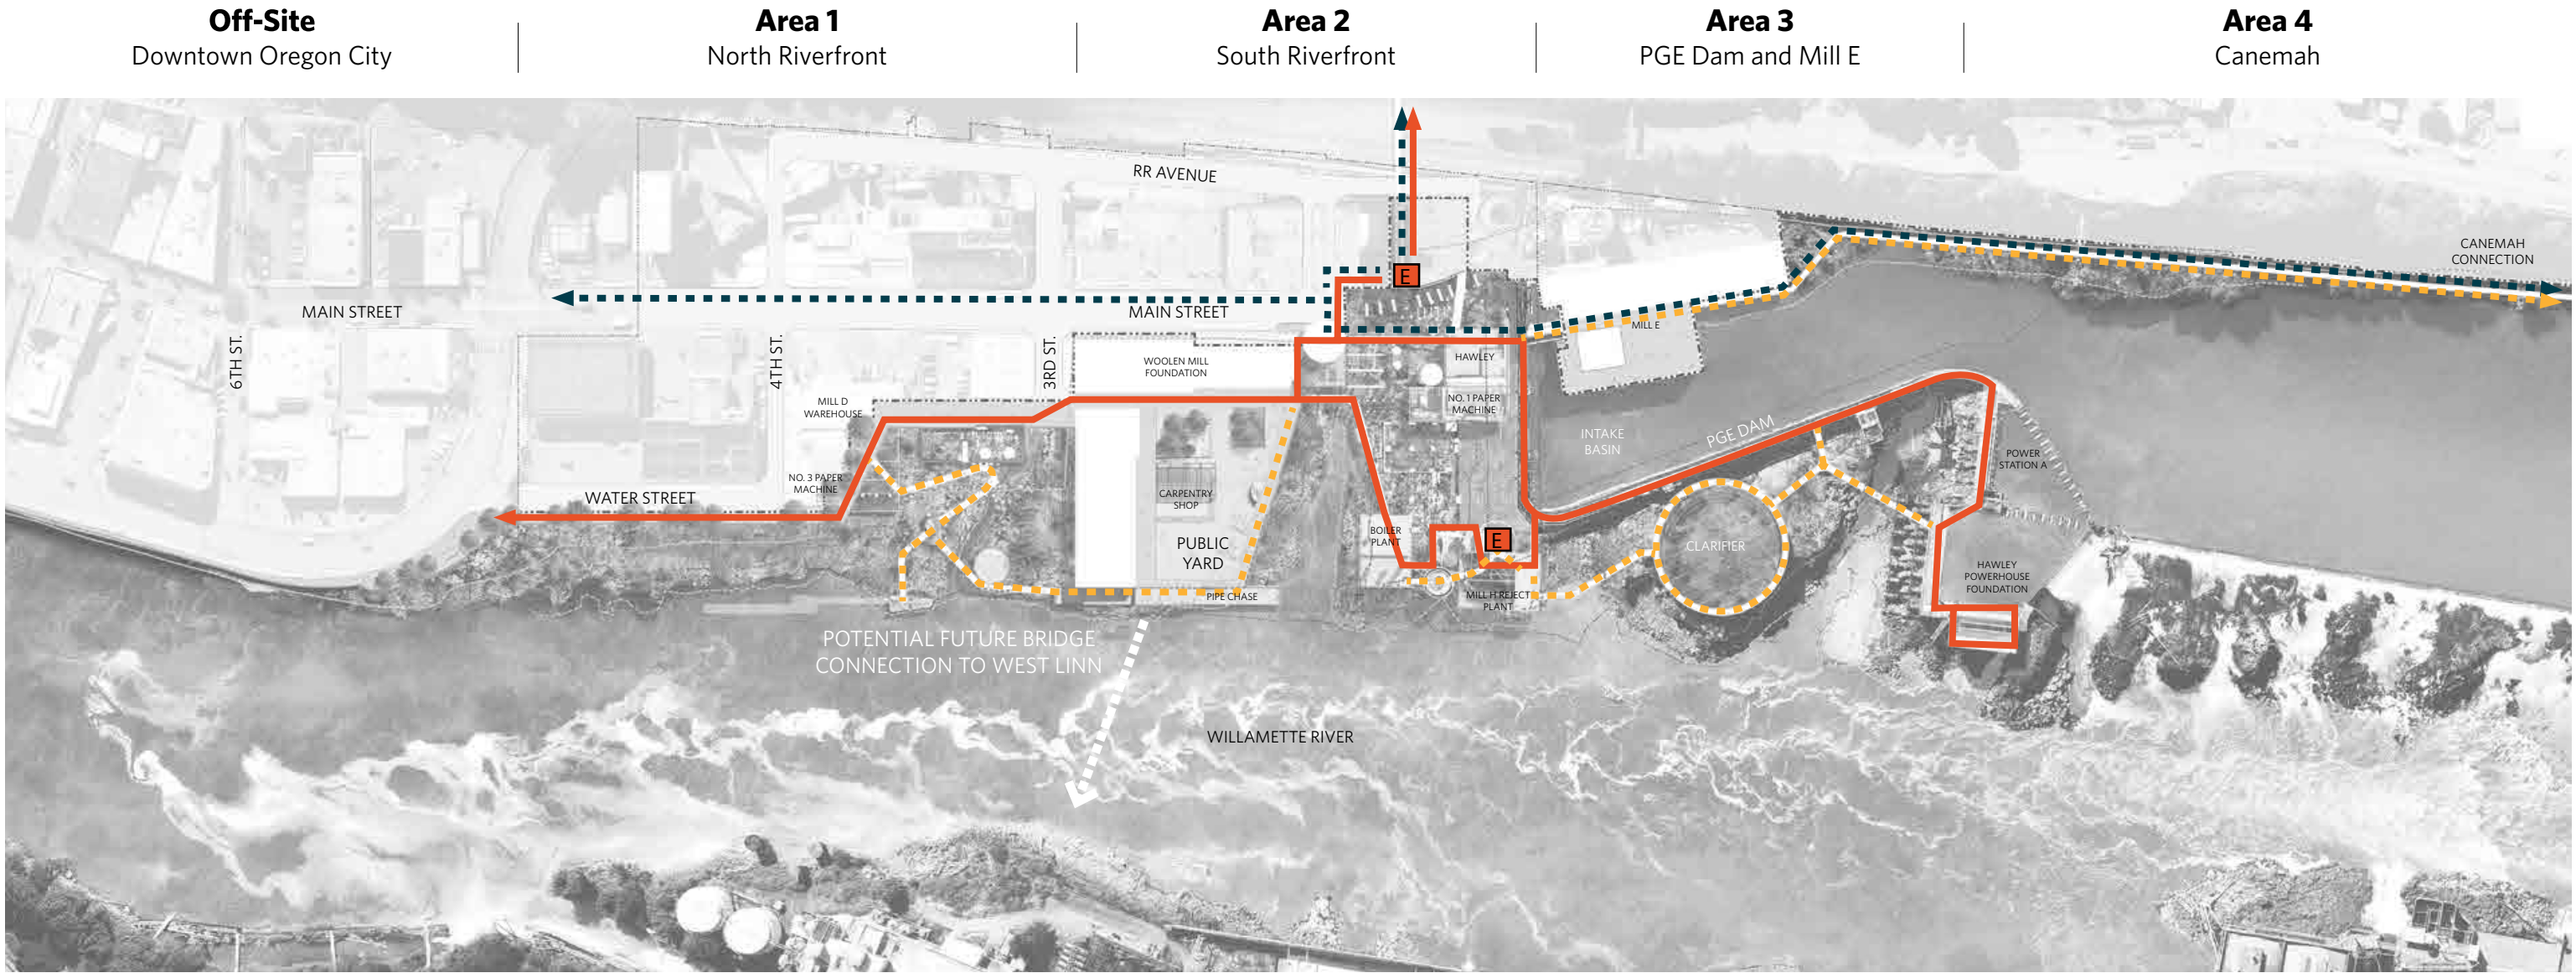 Off-Site
Downtown Oregon City
Area 1
North Riverfront
Area 2
South Riverfront
Area 3
PGE Dam and Mill E
Area 4
Canemah
RR AVENUE
CANEMAH
CONNECTION
E
MAIN STREET
MAIN STREET
MILL E
6TH ST.
4TH ST.
3RD ST.
WOOLEN MILL
FOUNDATION
HAWLEY
MILL D
WAREHOUSE
NO. 1 PAPER
MACHINE
INTAKE
BASIN
PGE DAM
POWER
STATION A
NO. 3 PAPER
MACHINE
WATER STREET
CARPENTRY
SHOP
BOILER
PLANT
E
PUBLIC
YARD
CLARIFIER
HAWLEY
POWERHOUSE
FOUNDATION
PIPE CHASE
MILL H REJECT
PLANT
POTENTIAL FUTURE BRIDGE
CONNECTION TO WEST LINN
WILLAMETTE RIVER